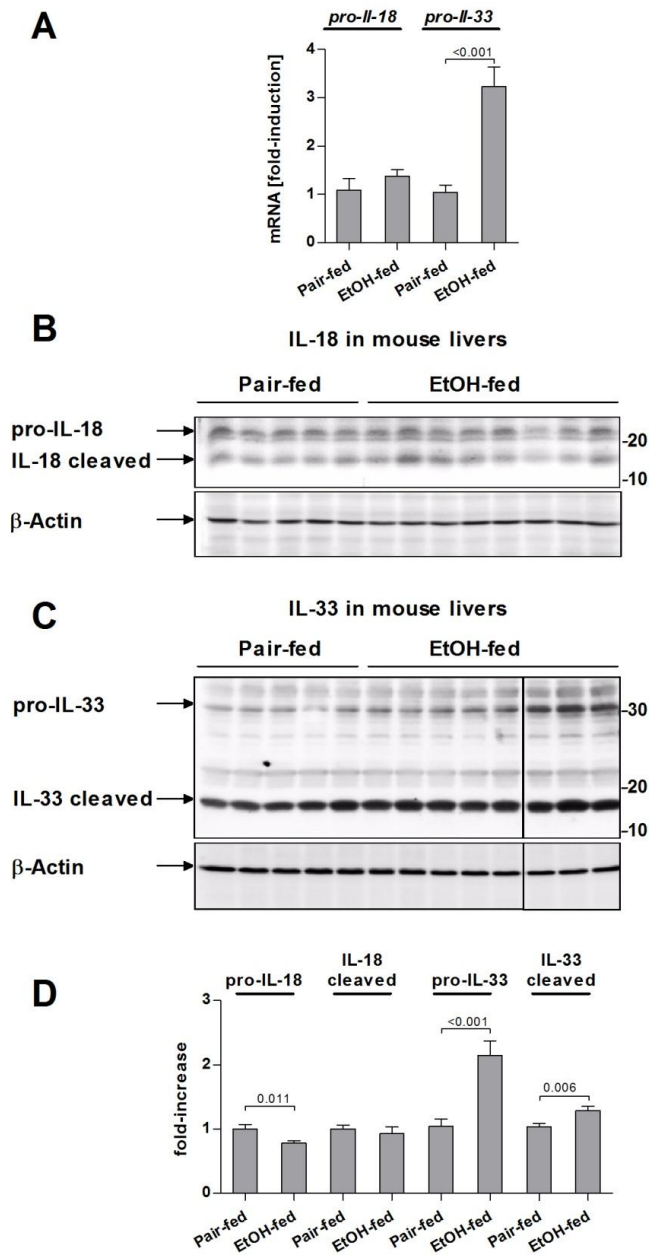 A
pro-Il-18 pro-Il-33
<0.001
mRNA [fold-induction]
4
3
2
1
0
Pair-fed EtOH-fed Pair-fed EtOH-fed
B
IL-18 in mouse livers
Pair-fed EtOH-fed
pro-IL-18
-20
IL-18 cleaved
-10
β-Actin
C
IL-33 in mouse livers
Pair-fed EtOH-fed
pro-IL-33
-30
-20
IL-33 cleaved
-10
β-Actin
D
pro-IL-18 IL-18 cleaved pro-IL-33 IL-33 cleaved
fold-increase
3
2
1
0
0.011
<0.001
0.006
Pair-fed EtOH-fed Pair-fed EtOH-fed Pair-fed EtOH-fed Pair-fed EtOH-fed